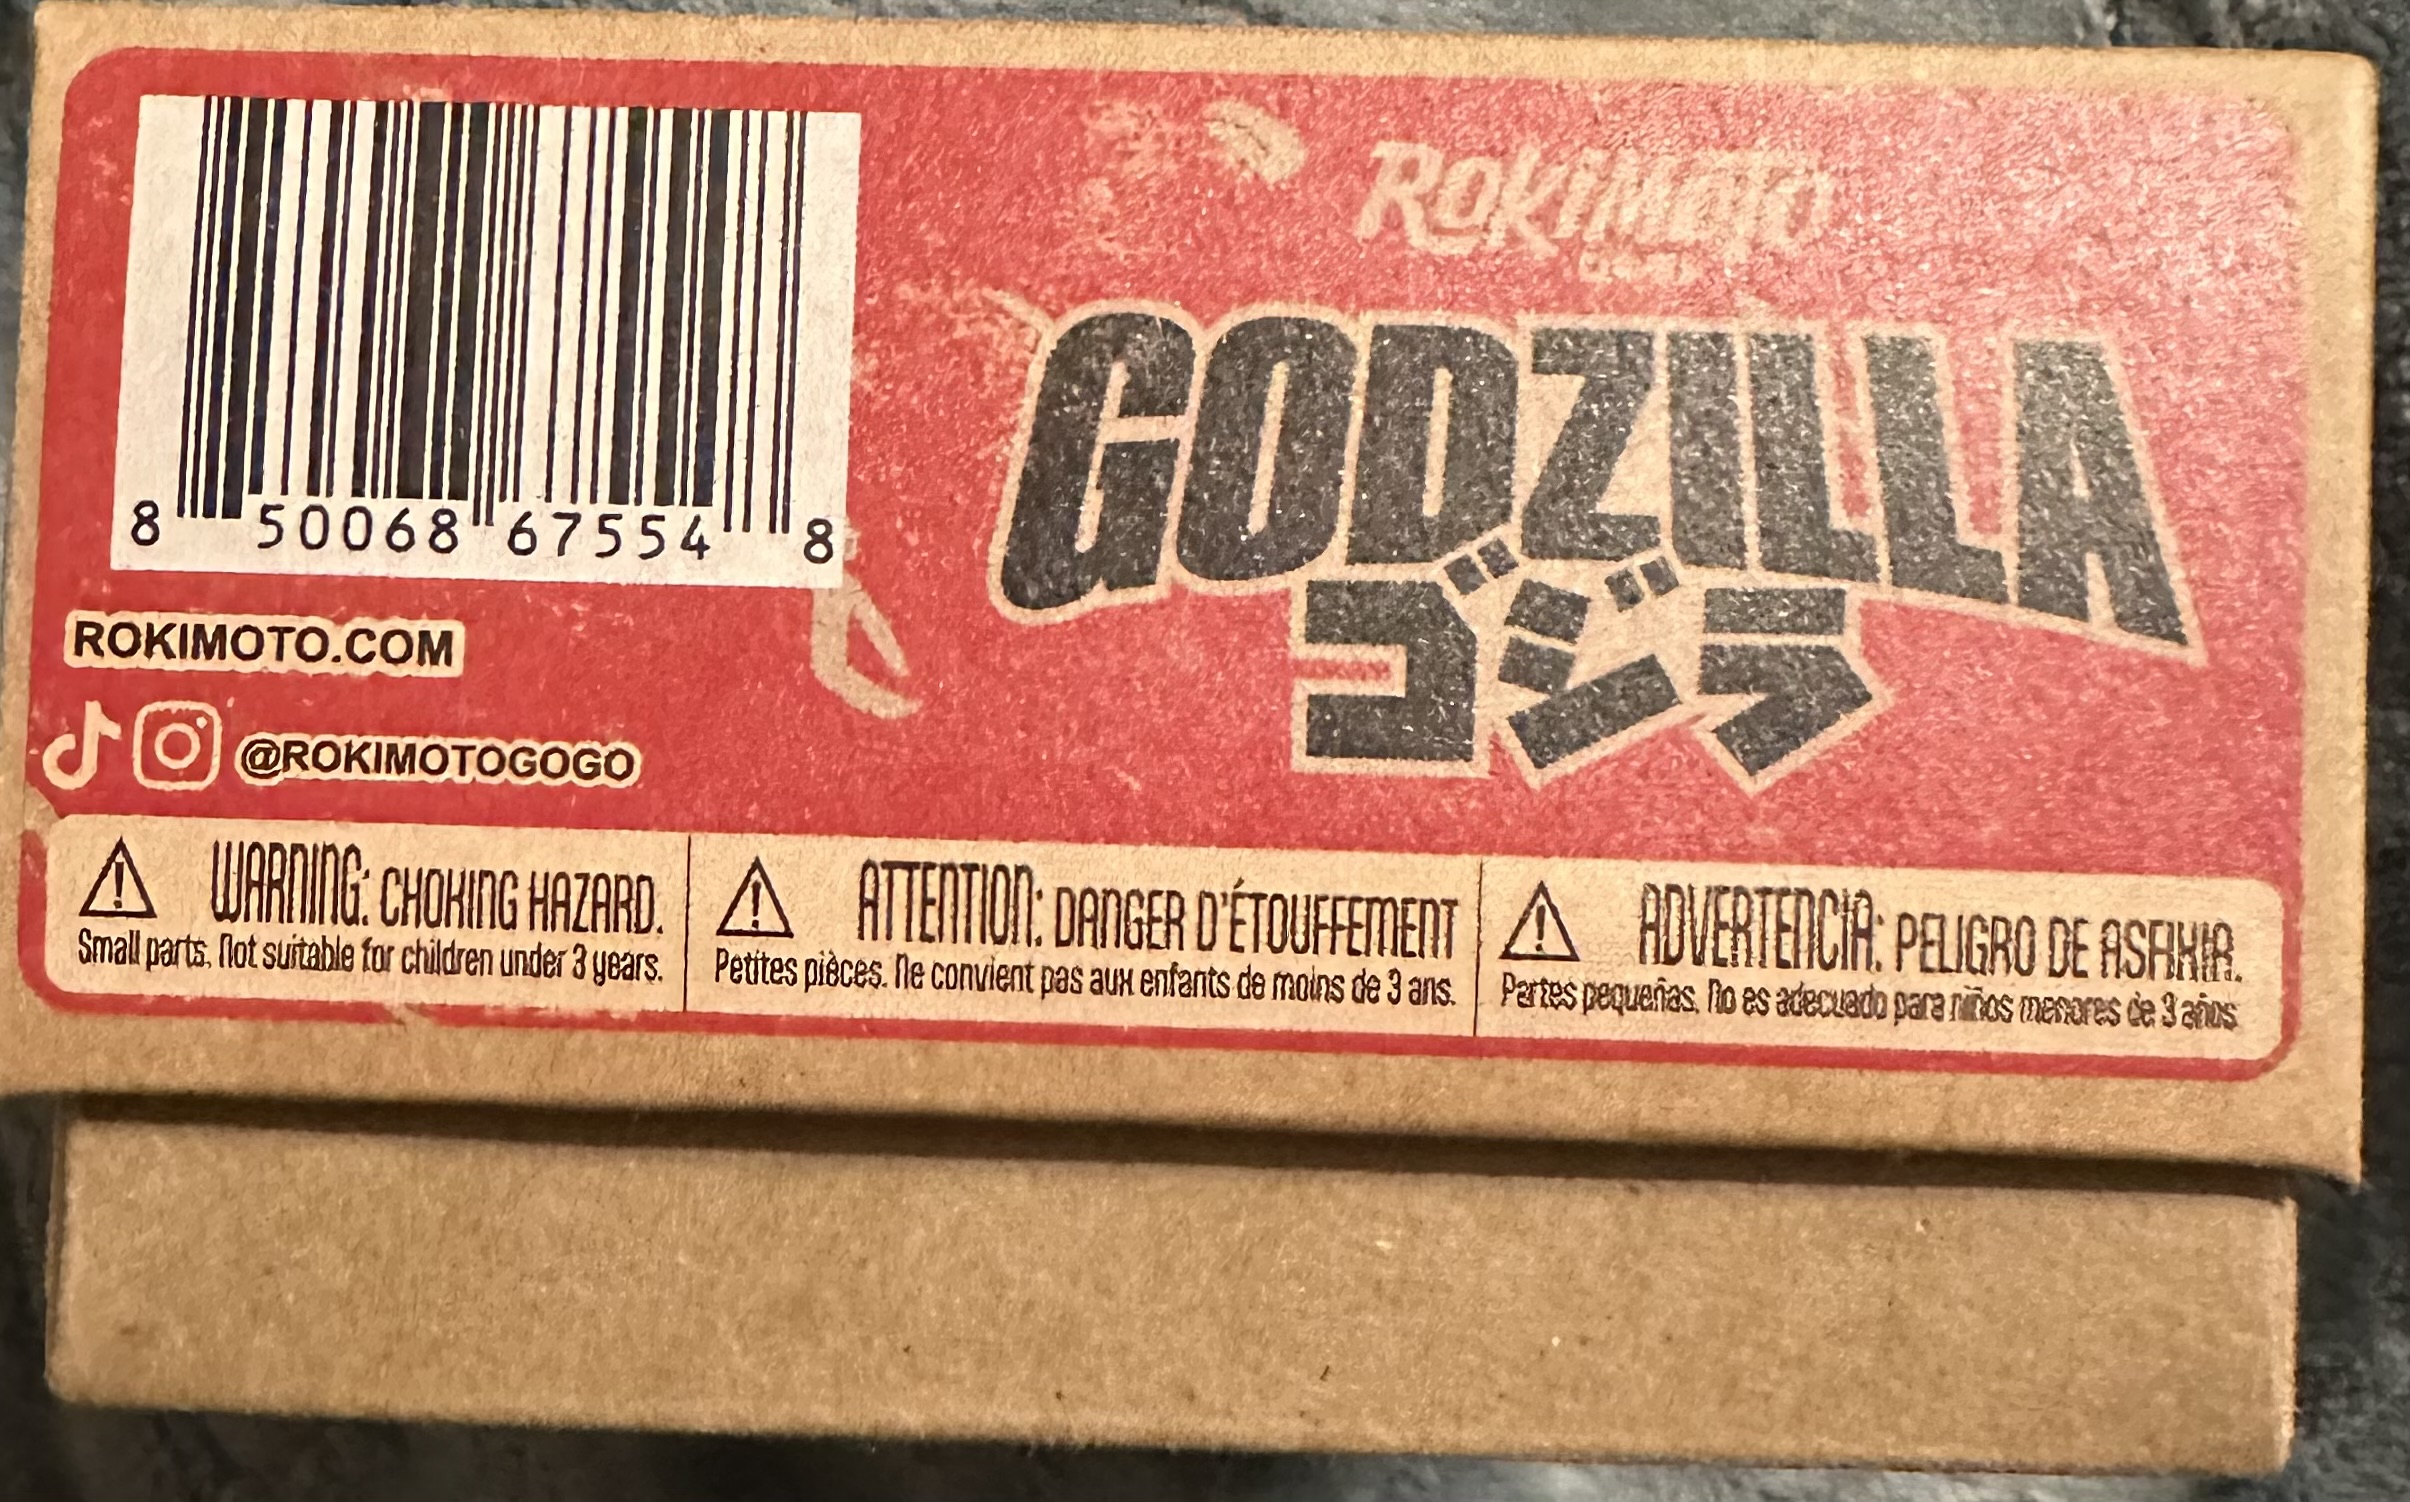 8 50068 67554 8
ROKIMOTO.COM
@ROKIMOTOGOGO
ROKIMOTO
GODZILLA
ゴジラ
WARNING: CHOKING HAZARD.
Small parts. Not suitable for children under 3 years.
ATTENTION: DANGER D'ÉTOUFFEMENT
Petites pièces. Ne convient pas aux enfants de moins de 3 ans.
ADVERTENCIA: PELIGRO DE ASFIXIA.
Partes pequeñas. No es adecuado para niños menores de 3 años.